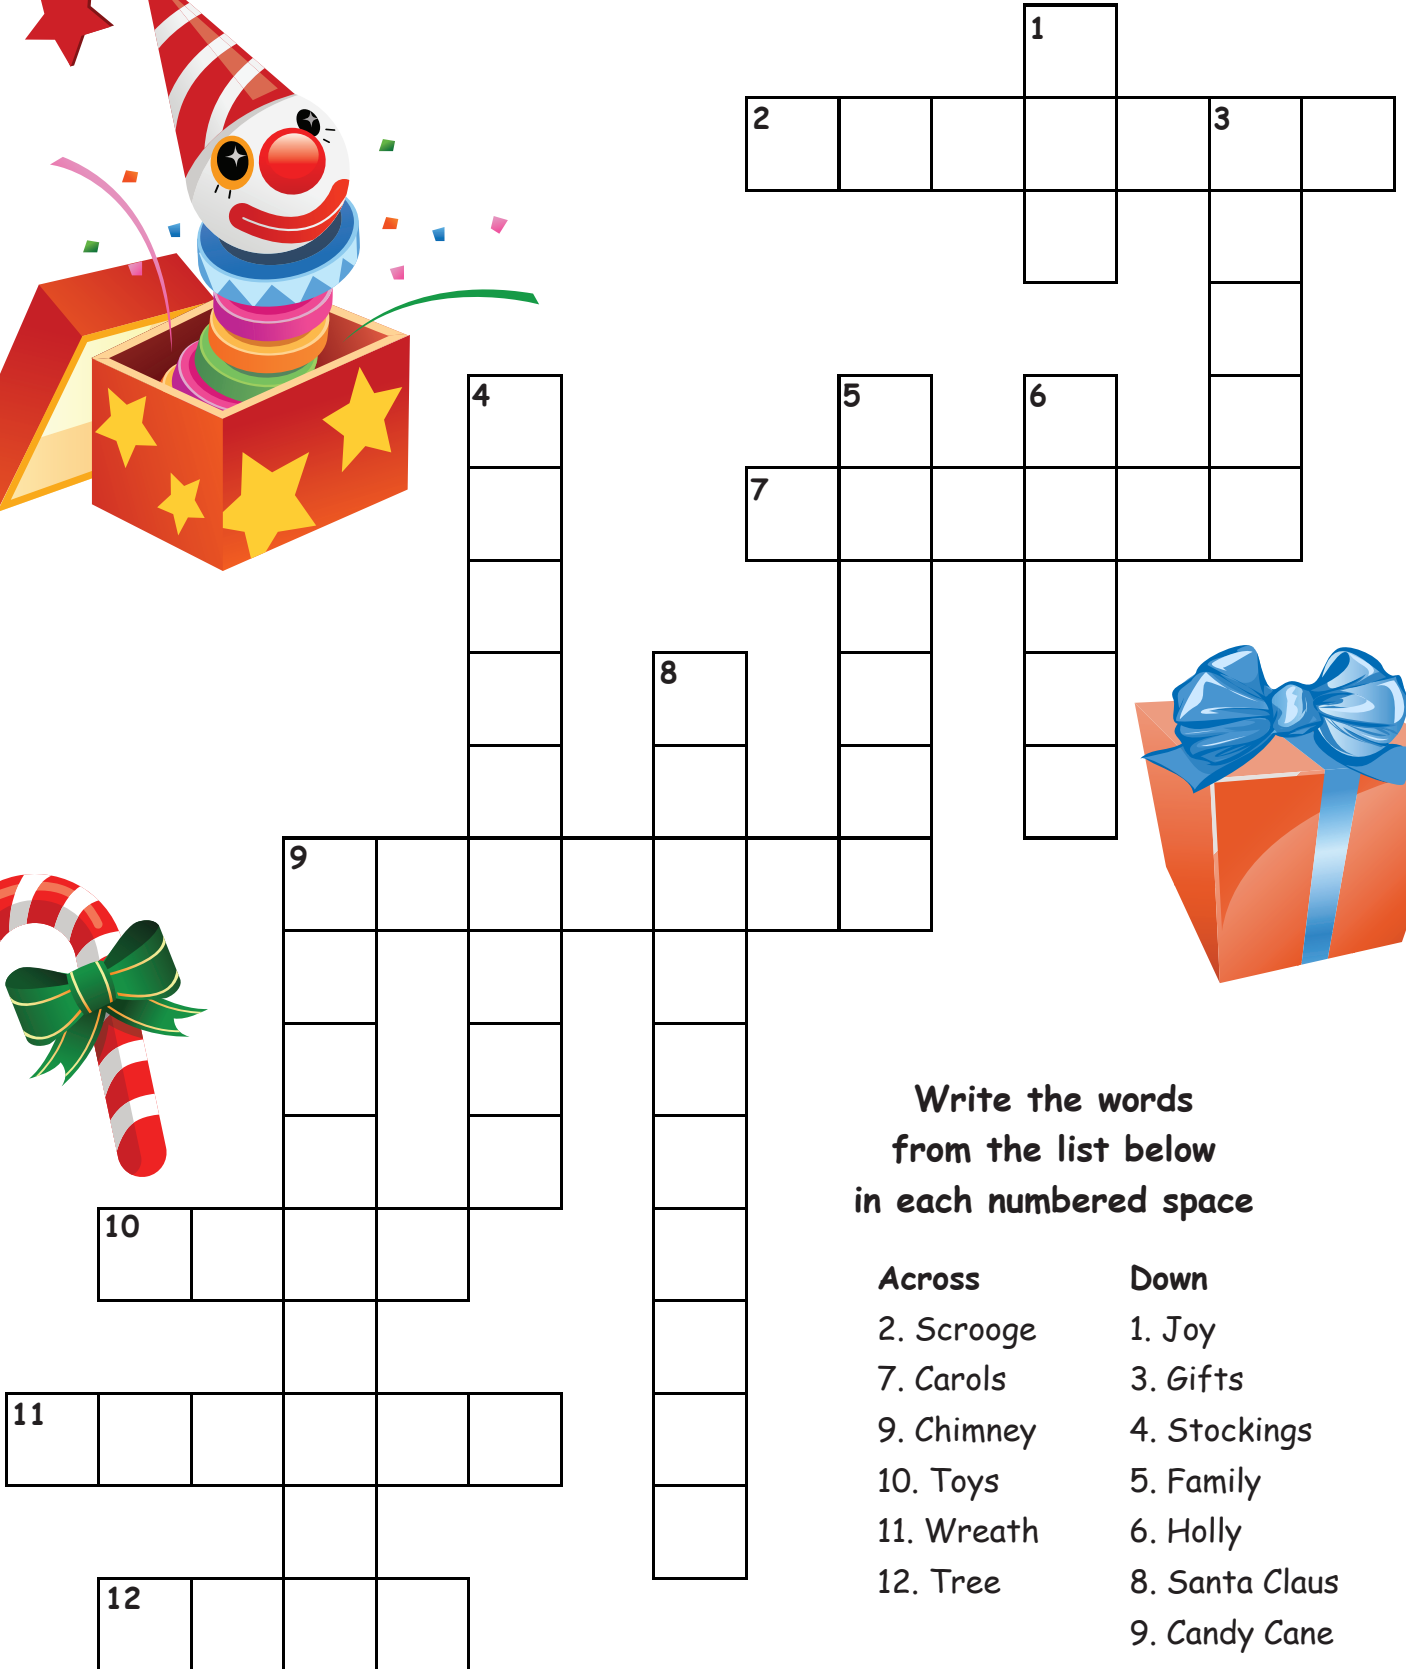 1
2
3
4
5
6
7
8
9
10
11
12
Write the words
from the list below
in each numbered space
Across
2. Scrooge
7. Carols
9. Chimney
10. Toys
11. Wreath
12. Tree
Down
1. Joy
3. Gifts
4. Stockings
5. Family
6. Holly
8. Santa Claus
9. Candy Cane